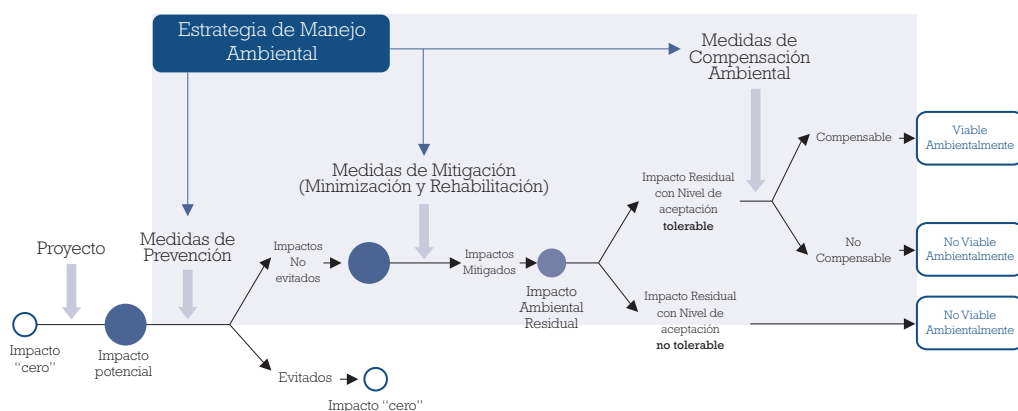 Estrategia de Manejo
Ambiental
Medidas de
Compensación
Ambiental
Compensable
Viable
Ambientalmente
Medidas de Mitigación
(Minimización y Rehabilitación)
Impacto Residual
con Nivel de
aceptación
tolerable
Proyecto
Medidas de
Prevención
Impactos
No
evitados
Impactos
Mitigados
Impacto
Ambiental
Residual
No
Compensable
No Viable
Ambientalmente
Impacto Residual
con Nivel de
aceptación
no tolerable
No Viable
Ambientalmente
Impacto
“cero”
Impacto
potencial
Evitados
Impacto “cero”